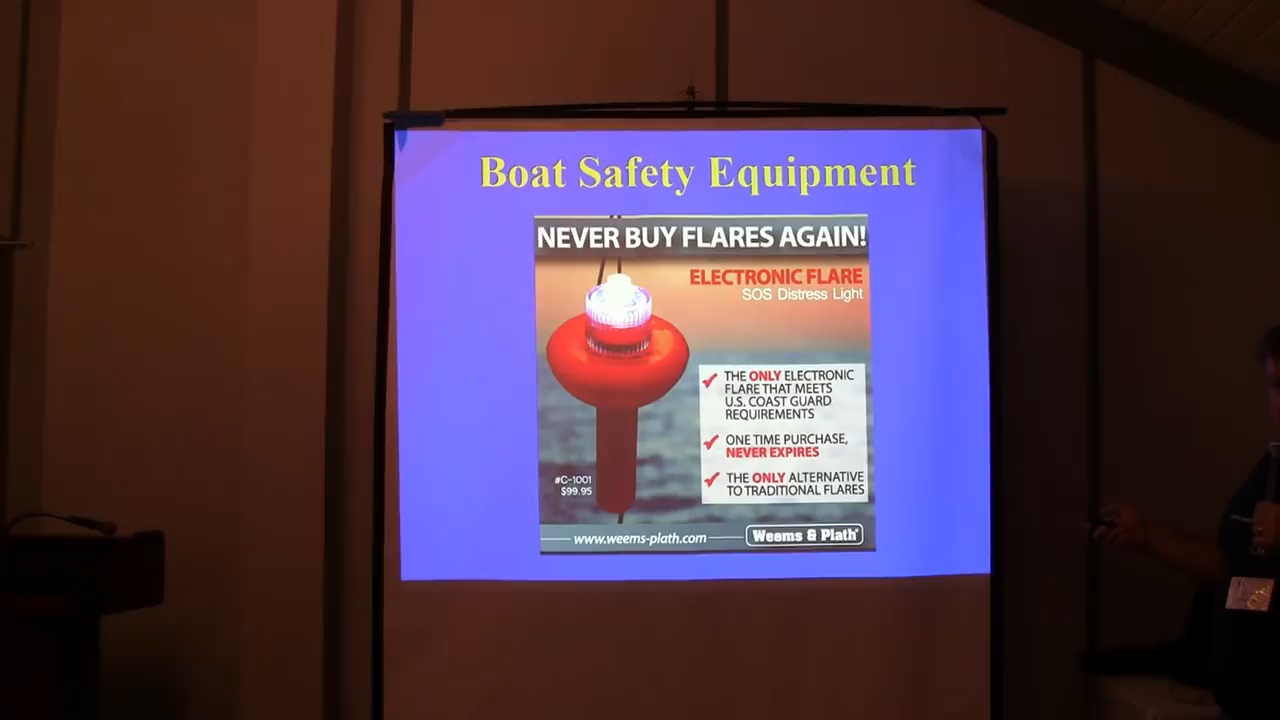 Boat Safety Equipment
NEVER BUY FLARES AGAIN!
ELECTRONIC FLARE
SOS Distress Light
THE ONLY ELECTRONIC
FLARE THAT MEETS
U.S. COAST GUARD
REQUIREMENTS
ONE TIME PURCHASE,
NEVER EXPIRES
THE ONLY ALTERNATIVE
TO TRADITIONAL FLARES
#C-1001
$99.95
www.weems-plath.com
Weems & Plath